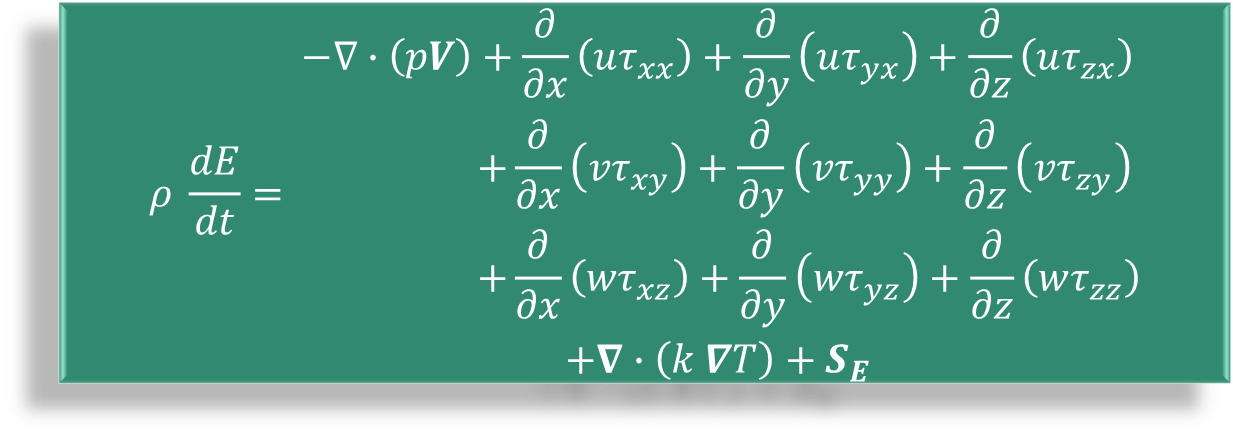 −∇ · (pV) + ∂/∂x (uτ_xx) + ∂/∂y (uτ_yx) + ∂/∂z (uτ_zx)
ρ dE/dt = + ∂/∂x (vτ_xy) + ∂/∂y (vτ_yy) + ∂/∂z (vτ_zy)
+ ∂/∂x (wτ_xz) + ∂/∂y (wτ_yz) + ∂/∂z (wτ_zz)
+∇ · (k ∇T) + S_E